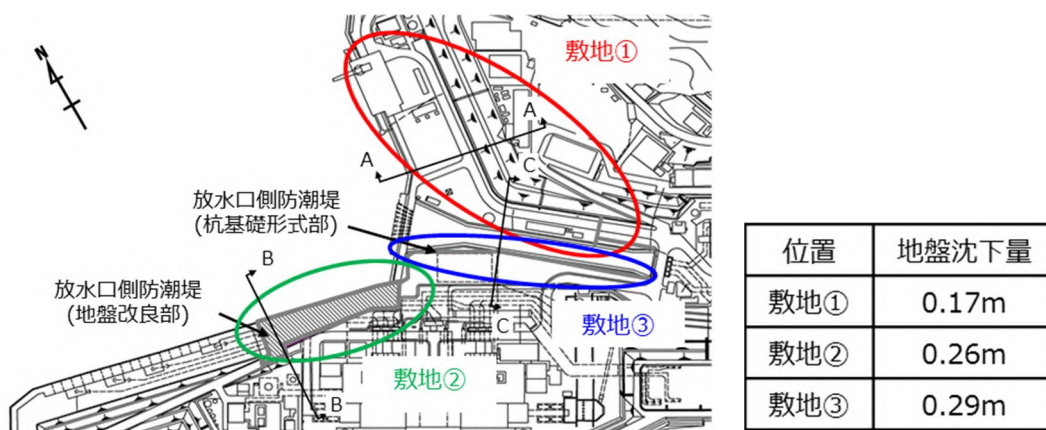 N
敷地①
A
A
C
放水口側防潮堤
(杭基礎形式部)
B
放水口側防潮堤
(地盤改良部)
敷地③
C
敷地②
B
位置 地盤沈下量
敷地① 0.17m
敷地② 0.26m
敷地③ 0.29m